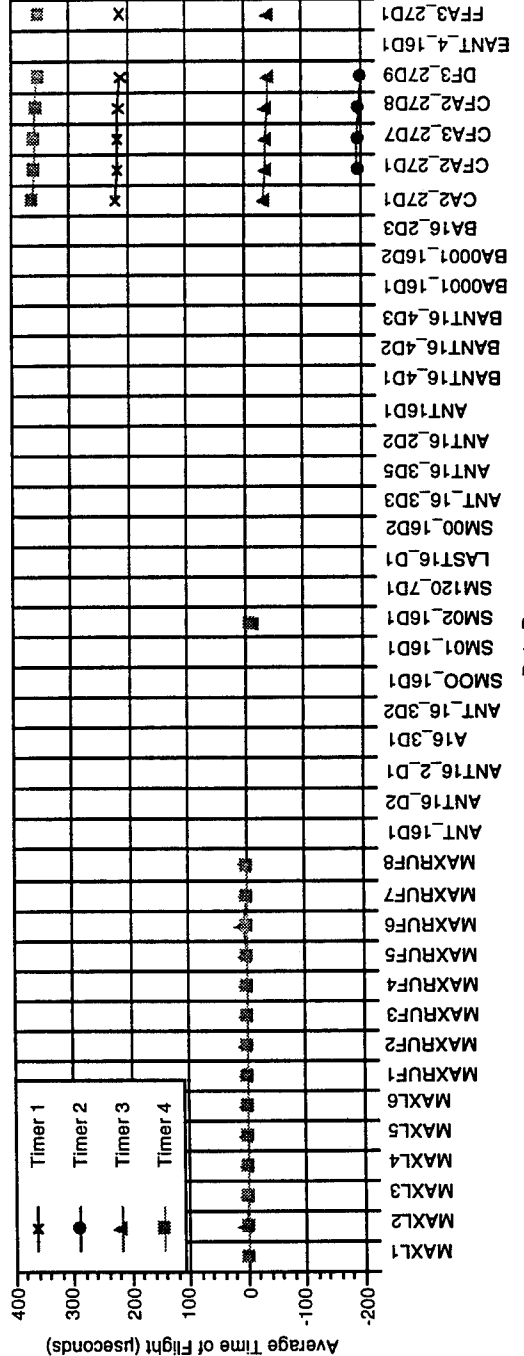 Average Time of Flight (µseconds)
400
300
200
100
0
-100
-200
Timer 1
Timer 2
Timer 3
Timer 4
MAXL1
MAXL2
MAXL3
MAXL4
MAXL5
MAXL6
MAXRUF1
MAXRUF2
MAXRUF3
MAXRUF4
MAXRUF5
MAXRUF6
MAXRUF7
MAXRUF8
ANT_16D1
ANT16_D2
ANT16_2_D1
A16_3D1
ANT_16_3D2
SMOO_16D1
SM01_16D1
SM02_16D1
SM120_7D1
LAST16_D1
SM00_16D2
ANT_16_3D3
ANT16_3D5
ANT16_2D2
ANT16D1
BANT16_4D1
BANT16_4D2
BANT16_4D3
BA0001_16D1
BA0001_16D2
BA16_2D3
CA2_27D1
CFA2_27D1
CFA3_27D7
CFA2_27D8
DF3_27D9
EANT_4_16D1
FFA3_27D1